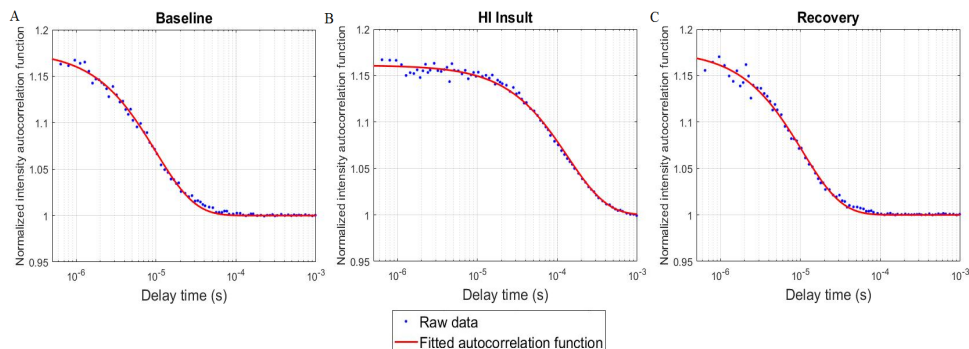 A
Baseline
Normalized intensity autocorrelation function
1.2
1.15
1.1
1.05
1
0.95
10⁻⁶
10⁻⁵
10⁻⁴
10⁻³
Delay time (s)
B
HI Insult
Normalized intensity autocorrelation function
1.2
1.15
1.1
1.05
1
0.95
10⁻⁶
10⁻⁵
10⁻⁴
10⁻³
Delay time (s)
C
Recovery
Normalized intensity autocorrelation function
1.2
1.15
1.1
1.05
1
0.95
10⁻⁶
10⁻⁵
10⁻⁴
10⁻³
Delay time (s)
Raw data
Fitted autocorrelation function